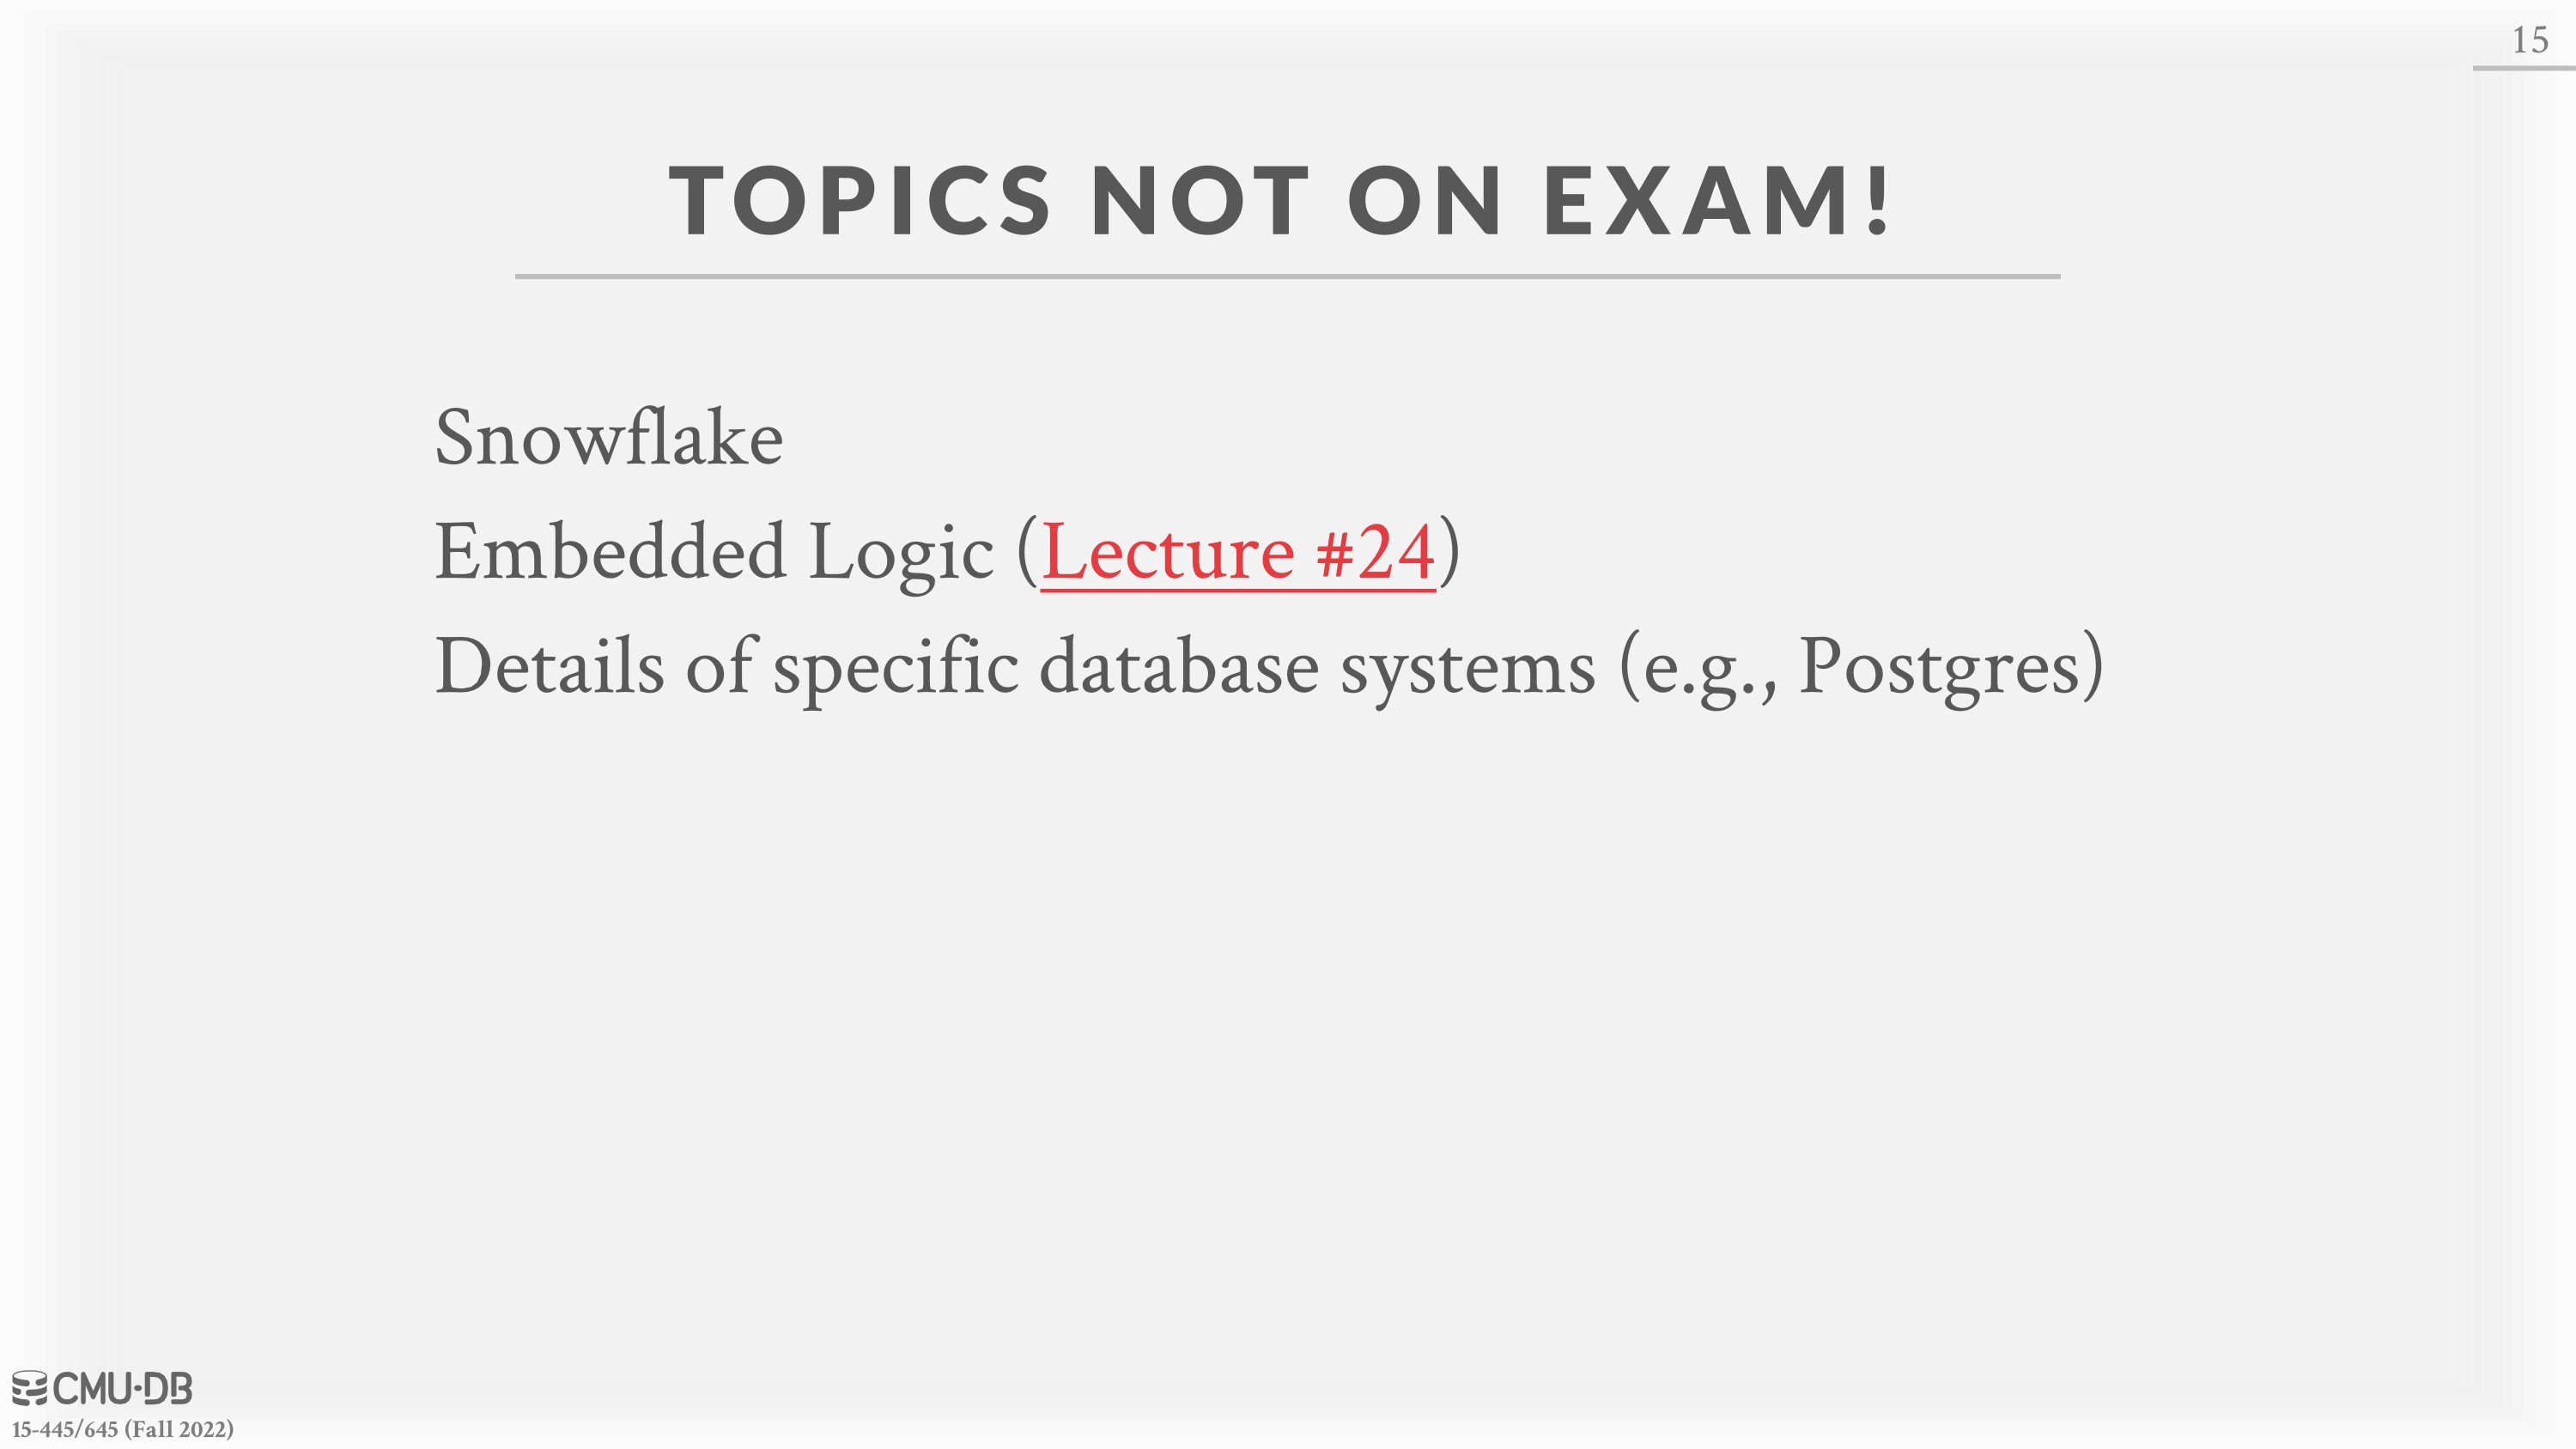 15
TOPICS NOT ON EXAM!
Snowflake
Embedded Logic (Lecture #24)
Details of specific database systems (e.g., Postgres)
CMU·DB
15-445/645 (Fall 2022)